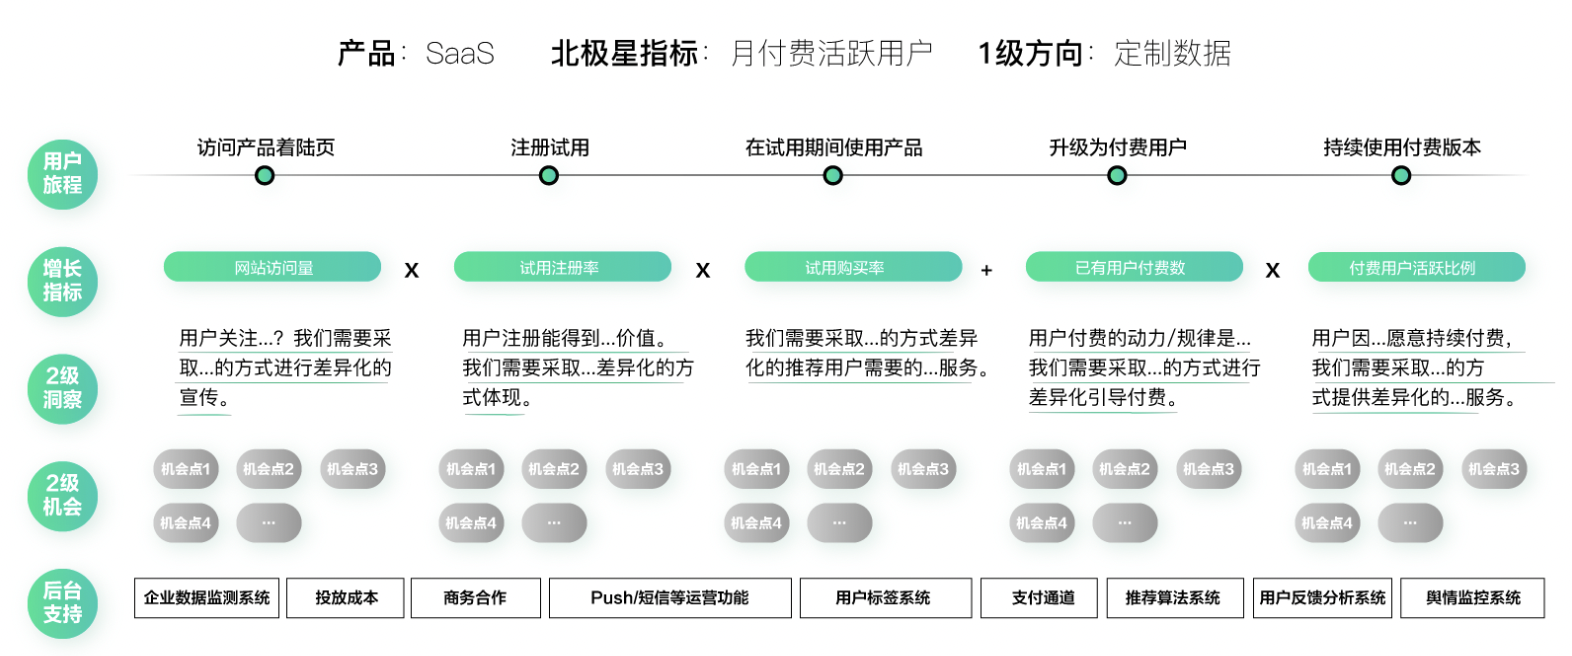 产品：SaaS 北极星指标：月付费活跃用户 1级方向：定制数据
用户
旅程
访问产品着陆页
注册试用
在试用期间使用产品
升级为付费用户
持续使用付费版本
增长
指标
网站访问量 X 试用注册率 X 试用购买率 + 已有用户付费数 X 付费用户活跃比例
2级
洞察
用户关注...？我们需要采
取...的方式进行差异化的
宣传。
用户注册能得到...价值。
我们需要采取...差异化的方
式体现。
我们需要采取...的方式差异
化的推荐用户需要的...服务。
用户付费的动力/规律是...
我们需要采取...的方式进行
差异化引导付费。
用户因...愿意持续付费，
我们需要采取...的方
式提供差异化的...服务。
2级
机会
机会点1 机会点2 机会点3
机会点4 ...
机会点1 机会点2 机会点3
机会点4 ...
机会点1 机会点2 机会点3
机会点4 ...
机会点1 机会点2 机会点3
机会点4 ...
机会点1 机会点2 机会点3
机会点4 ...
后台
支持
企业数据监测系统 投放成本 商务合作 Push/短信等运营功能 用户标签系统 支付通道 推荐算法系统 用户反馈分析系统 舆情监控系统